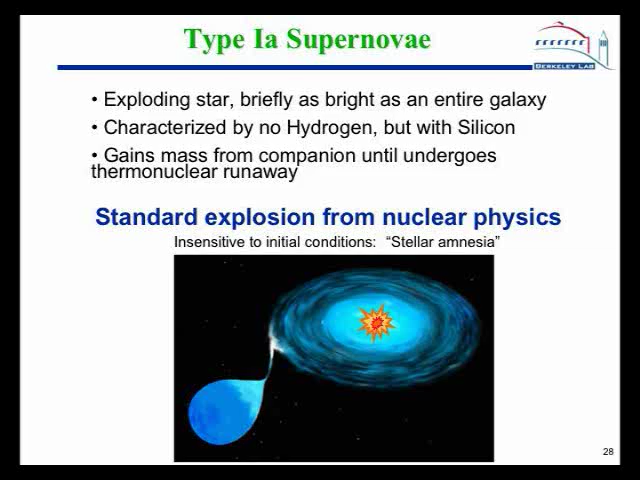 Type Ia Supernovae
BERKELEY LAB
• Exploding star, briefly as bright as an entire galaxy
• Characterized by no Hydrogen, but with Silicon
• Gains mass from companion until undergoes
thermonuclear runaway
Standard explosion from nuclear physics
Insensitive to initial conditions: “Stellar amnesia”
28